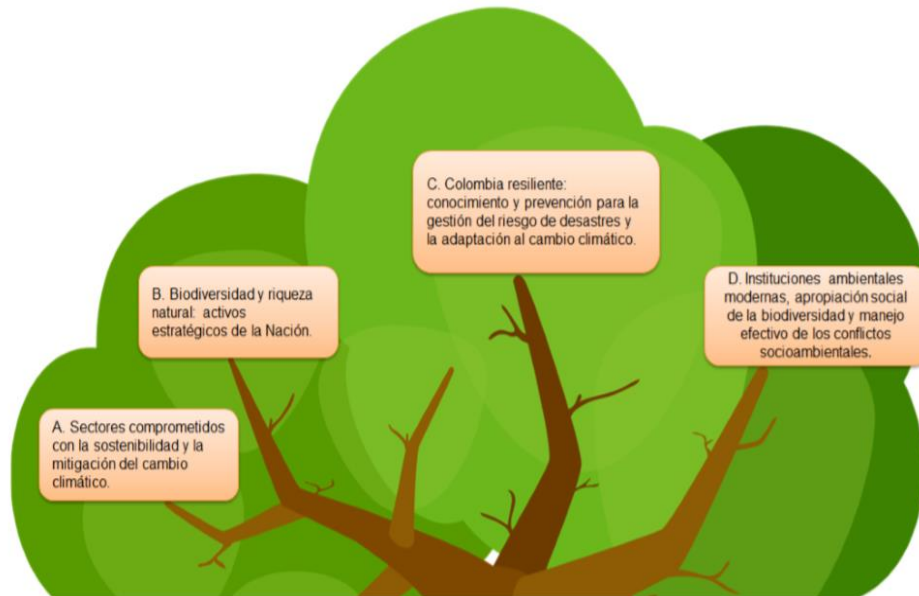 C. Colombia resiliente:
conocimiento y prevención para la
gestión del riesgo de desastres y
la adaptación al cambio climático.
B. Biodiversidad y riqueza
natural: activos
estratégicos de la Nación.
D. Instituciones ambientales
modernas, apropiación social
de la biodiversidad y manejo
efectivo de los conflictos
socioambientales.
A. Sectores comprometidos
con la sostenibilidad y la
mitigación del cambio
climático.